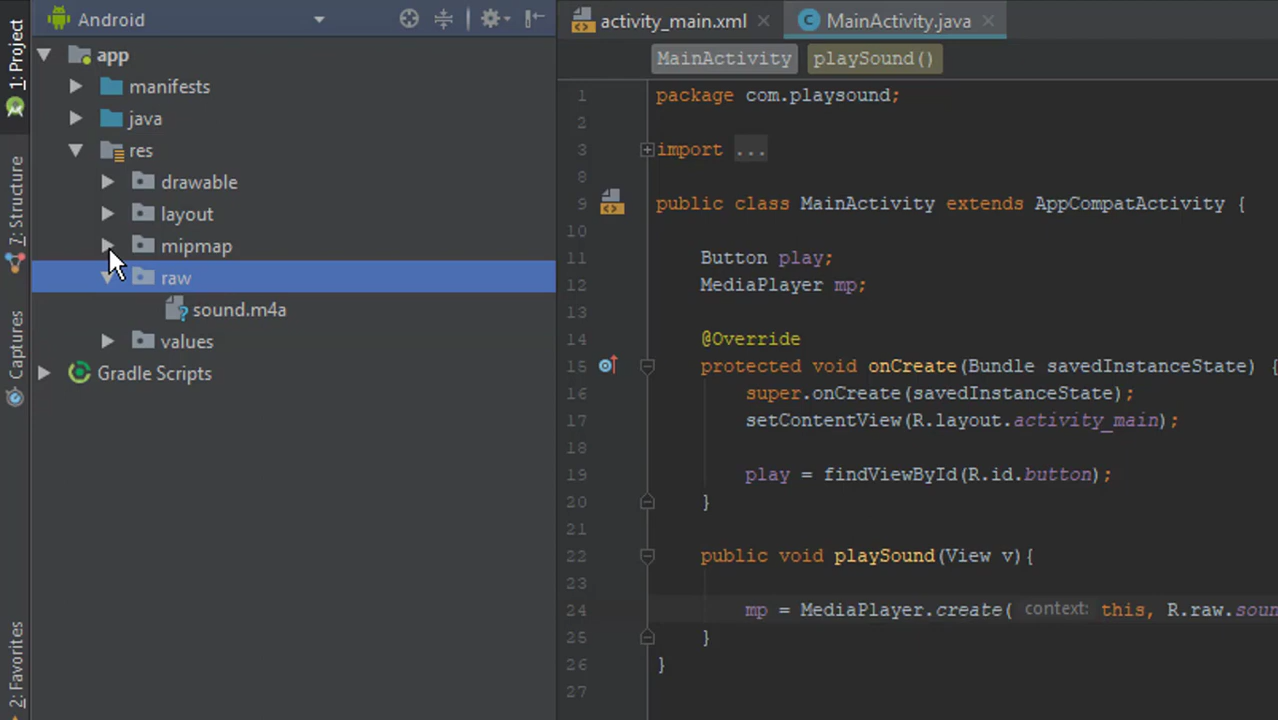 Android
1: Project
7: Structure
Captures
2: Favorites
app
manifests
java
res
drawable
layout
mipmap
raw
sound.m4a
values
Gradle Scripts
activity_main.xml
MainActivity.java
MainActivity
playSound()
1 package com.playsound;
2
3 import ...
8
9 public class MainActivity extends AppCompatActivity {
10
11 Button play;
12 MediaPlayer mp;
13
14 @Override
15 protected void onCreate(Bundle savedInstanceState) {
16 super.onCreate(savedInstanceState);
17 setContentView(R.layout.activity_main);
18
19 play = findViewById(R.id.button);
20 }
21
22 public void playSound(View v){
23
24 mp = MediaPlayer.create( context: this, R.raw.soun
25 }
26 }
27